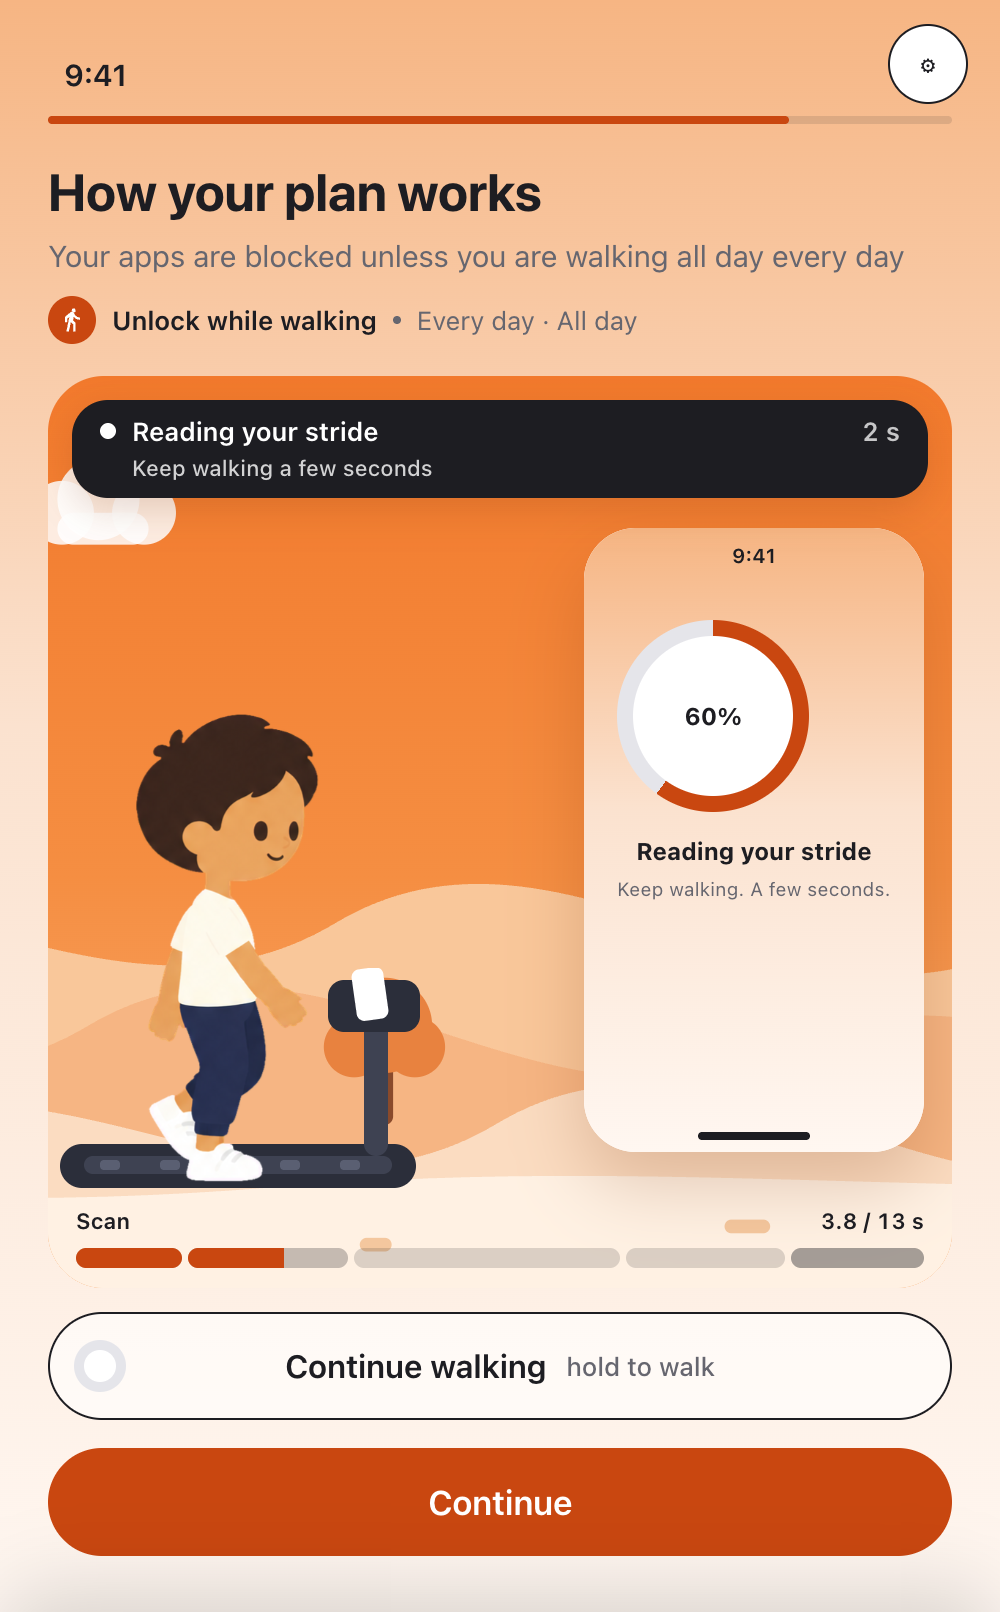 9:41
How your plan works
Your apps are blocked unless you are walking all day every day
Unlock while walking • Every day · All day
Reading your stride 2 s
Keep walking a few seconds
9:41
60%
Reading your stride
Keep walking. A few seconds.
Scan 3.8 / 13 s
Continue walking hold to walk
Continue